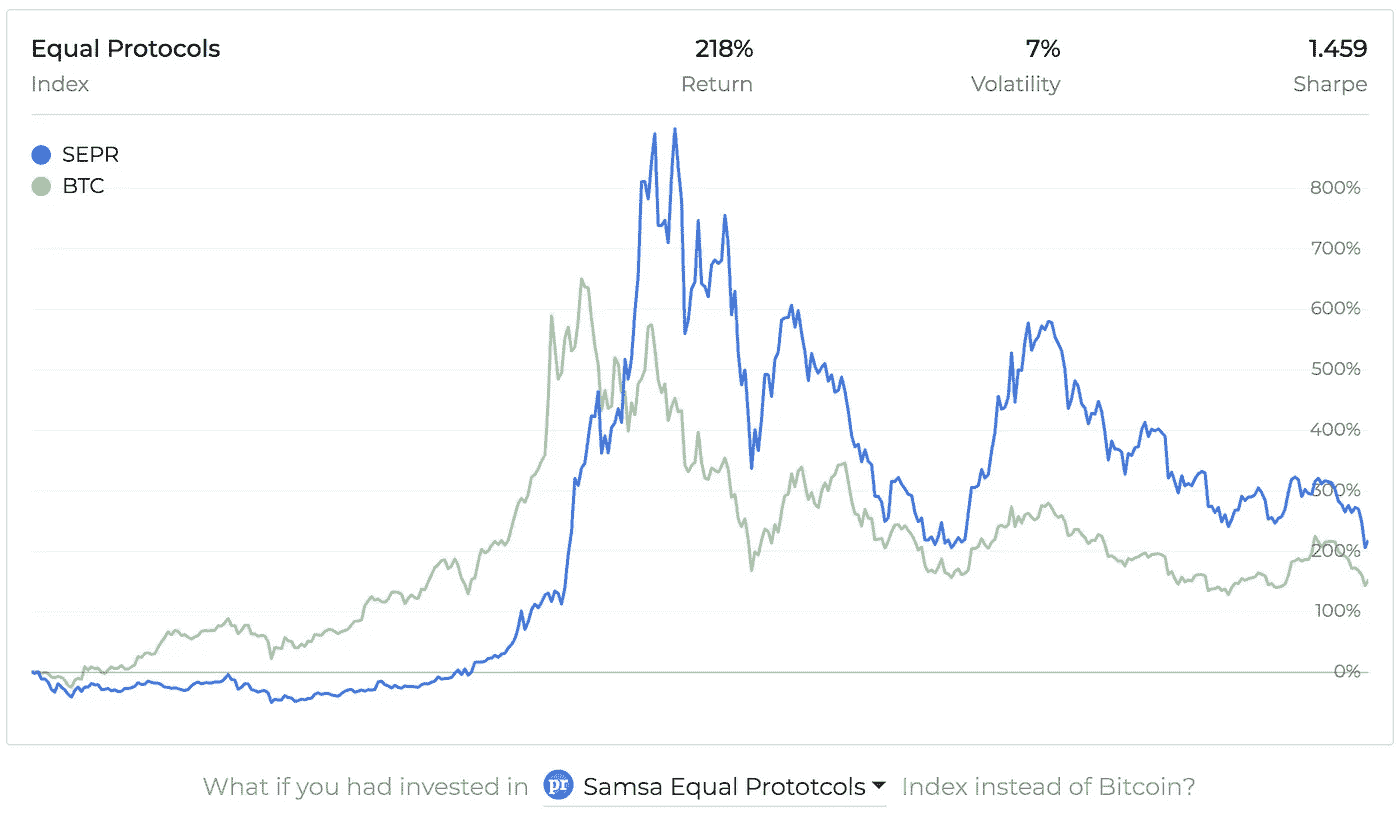 Equal Protocols 218% 7% 1.459
Index Return Volatility Sharpe
SEPR
BTC
800%
700%
600%
500%
400%
300%
200%
100%
0%
What if you had invested in pr Samsa Equal Prototcols Index instead of Bitcoin?